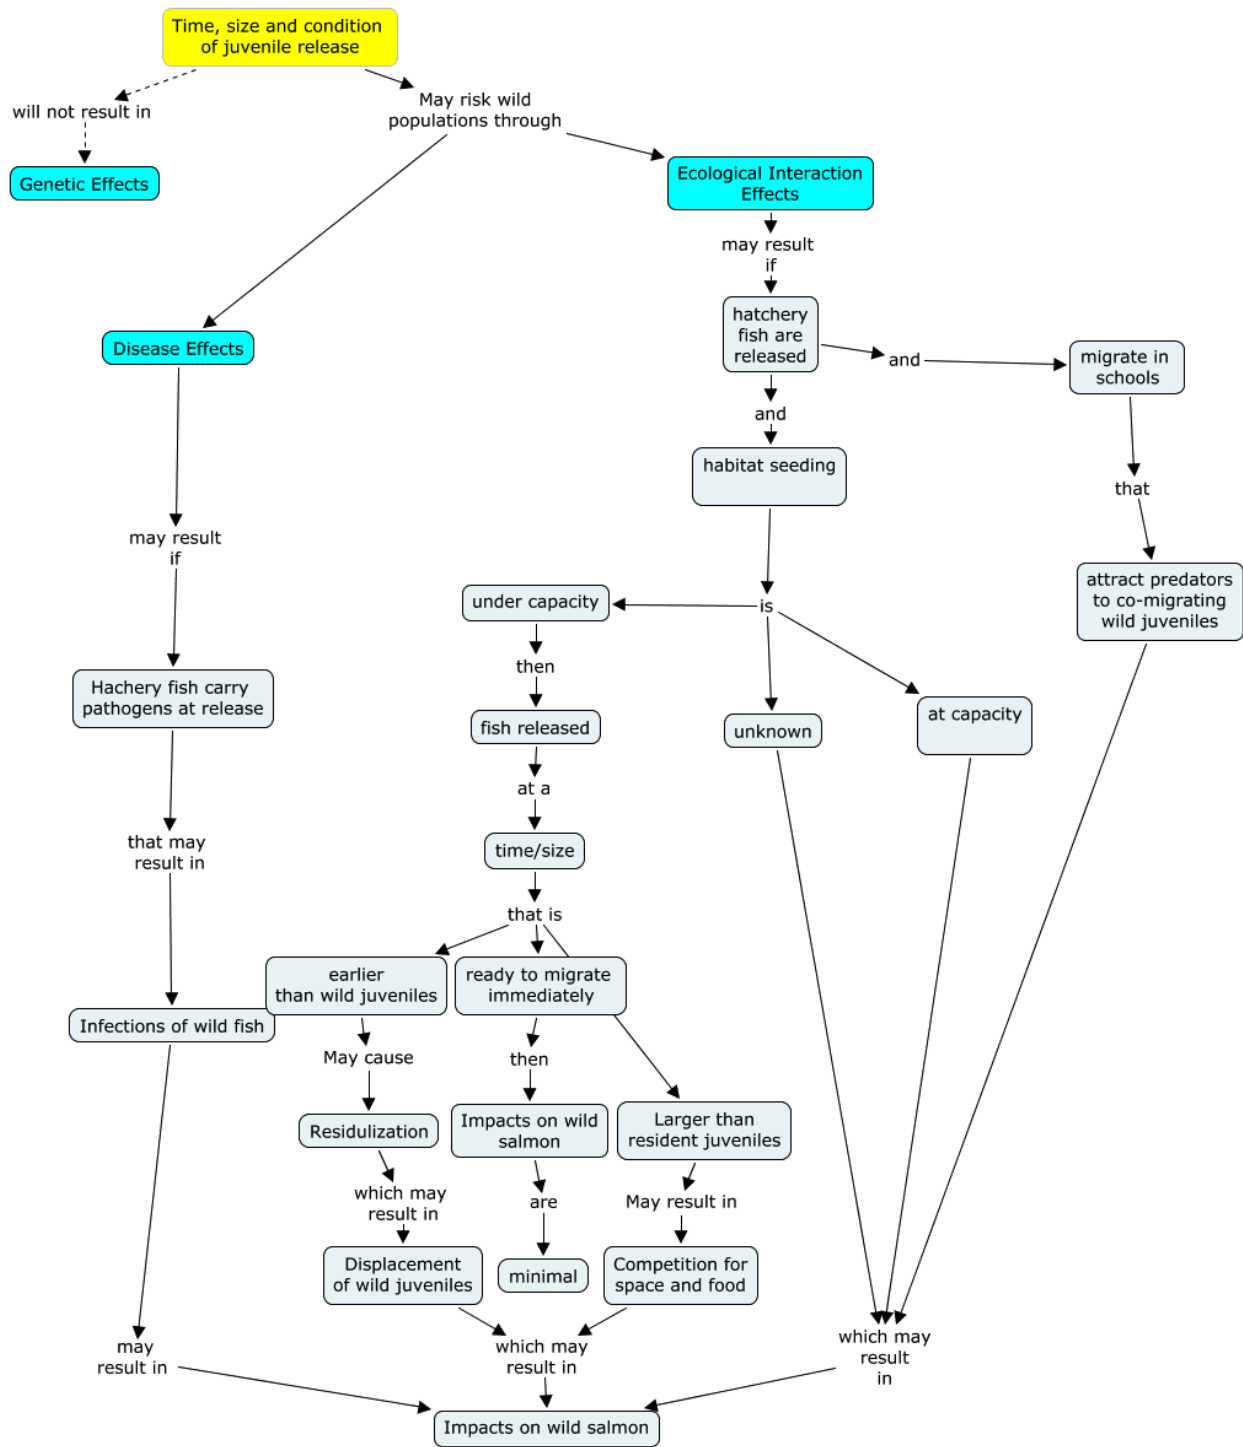 Time, size and condition
of juvenile release
will not result in
May risk wild
populations through
Genetic Effects
Ecological Interaction
Effects
may result
if
hatchery
fish are
released
Disease Effects
and
migrate in
schools
and
habitat seeding
that
may result
if
attract predators
to co-migrating
wild juveniles
under capacity
is
then
Hachery fish carry
pathogens at release
fish released
unknown
at capacity
at a
that may
result in
time/size
that is
earlier
than wild juveniles
ready to migrate
immediately
Infections of wild fish
May cause
then
Residulization
Impacts on wild
salmon
Larger than
resident juveniles
which may
result in
are
May result in
Displacement
of wild juveniles
minimal
Competition for
space and food
may
result in
which may
result in
which may
result
in
Impacts on wild salmon